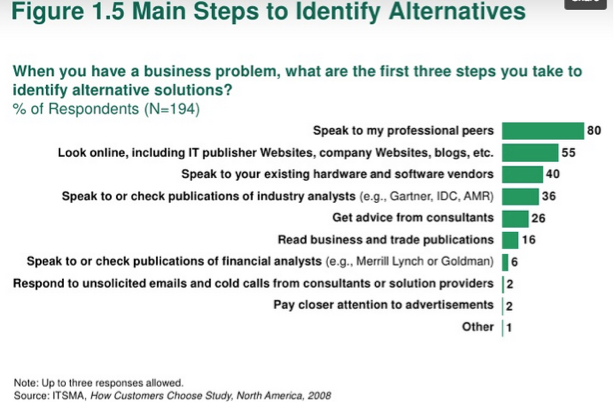 Figure 1.5 Main Steps to Identify Alternatives
When you have a business problem, what are the first three steps you take to
identify alternative solutions?
% of Respondents (N=194)
Speak to my professional peers 80
Look online, including IT publisher Websites, company Websites, blogs, etc. 55
Speak to your existing hardware and software vendors 40
Speak to or check publications of industry analysts (e.g., Gartner, IDC, AMR) 36
Get advice from consultants 26
Read business and trade publications 16
Speak to or check publications of financial analysts (e.g., Merrill Lynch or Goldman) 6
Respond to unsolicited emails and cold calls from consultants or solution providers 2
Pay closer attention to advertisements 2
Other 1
Note: Up to three responses allowed.
Source: ITSMA, How Customers Choose Study, North America, 2008